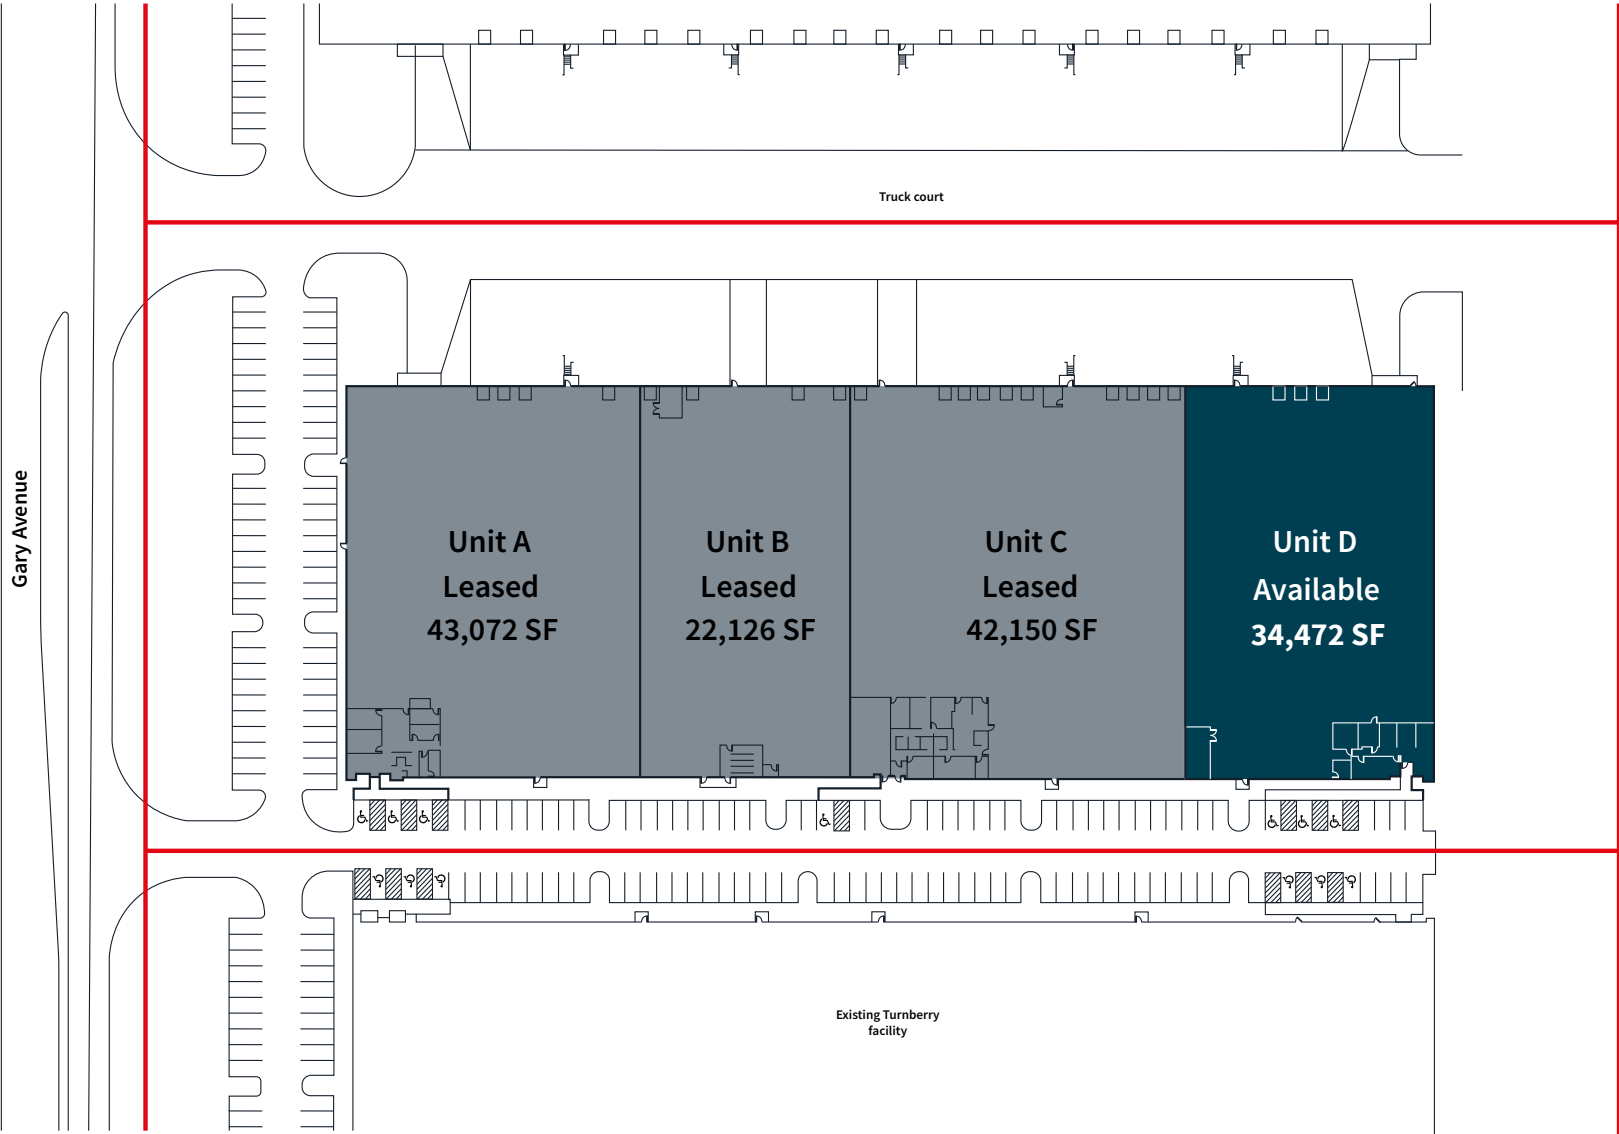 Truck court
Gary Avenue
Unit A
Leased
43,072 SF
Unit B
Leased
22,126 SF
Unit C
Leased
42,150 SF
Unit D
Available
34,472 SF
Existing Turnberry
facility